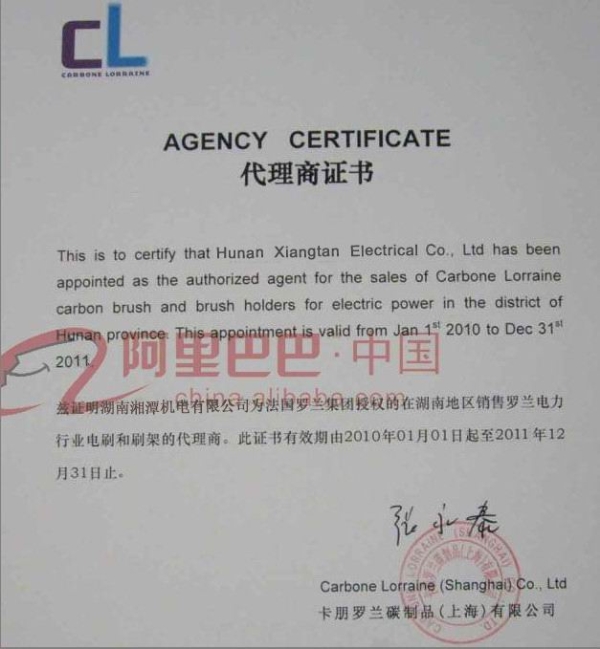 CL
CARBONE LORRAINE
AGENCY CERTIFICATE
代理商证书
This is to certify that Hunan Xiangtan Electrical Co., Ltd has been
appointed as the authorized agent for the sales of Carbone Lorraine
carbon brush and brush holders for electric power in the district of
Hunan province. This appointment is valid from Jan 1st 2010 to Dec 31st
2011.
阿里巴巴·中国
china.alibaba.com
兹证明湖南湘潭机电有限公司为法国罗兰集团授权的在湖南地区销售罗兰电力
行业电刷和刷架的代理商。此证书有效期由2010年01月01日起至2011年12
月31日止。
张永泰
Carbone Lorraine (Shanghai) Co., Ltd
卡朋罗兰碳制品(上海)有限公司